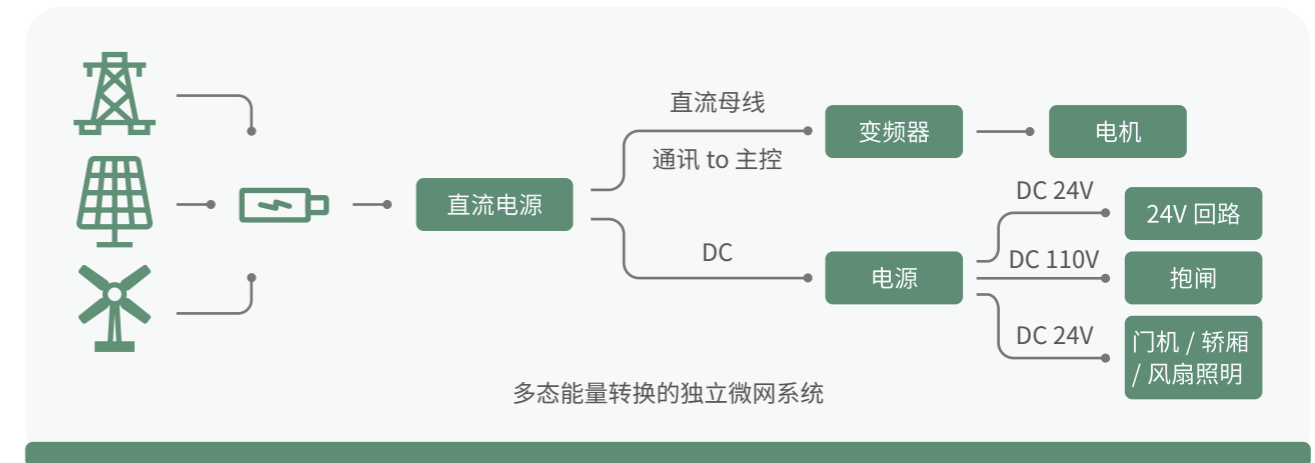 直流母线
变频器
电机
通讯 to 主控
直流电源
DC 24V
24V 回路
DC
电源
DC 110V
抱闸
DC 24V
门机 / 轿厢
/ 风扇照明
多态能量转换的独立微网系统